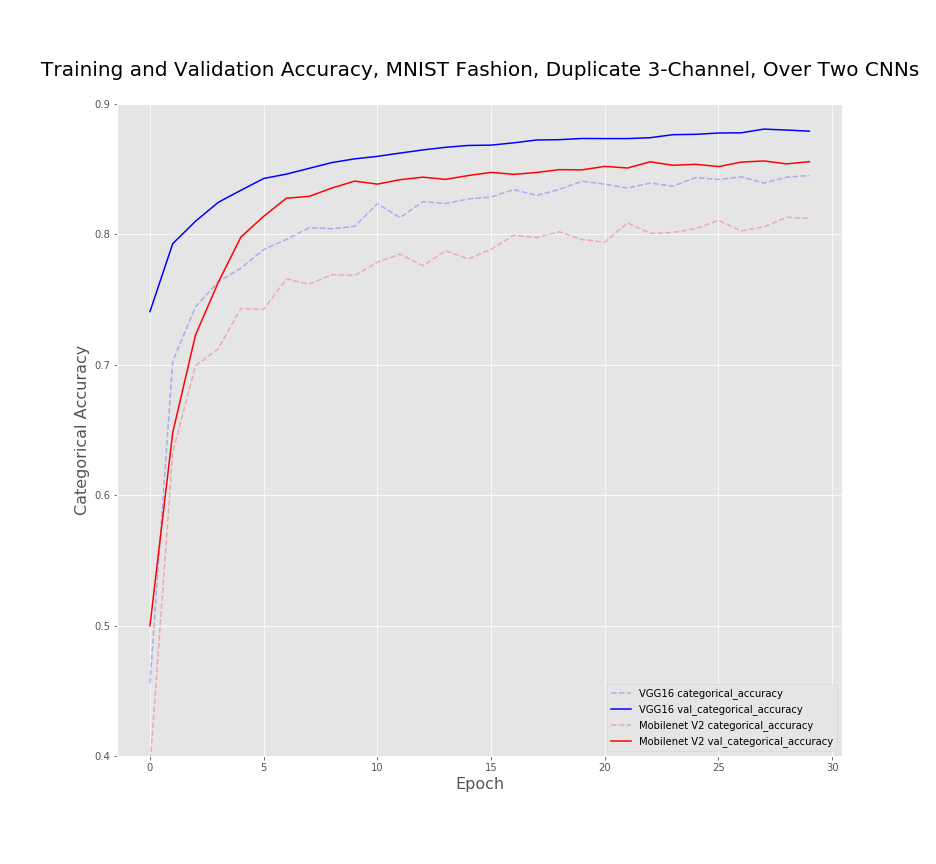 Training and Validation Accuracy, MNIST Fashion, Duplicate 3-Channel, Over Two CNNs
0.9
0.8
0.7
0.6
0.5
0.4
Categorical Accuracy
VGG16 categorical_accuracy
VGG16 val_categorical_accuracy
Mobilenet V2 categorical_accuracy
Mobilenet V2 val_categorical_accuracy
0 5 10 15 20 25 30
Epoch